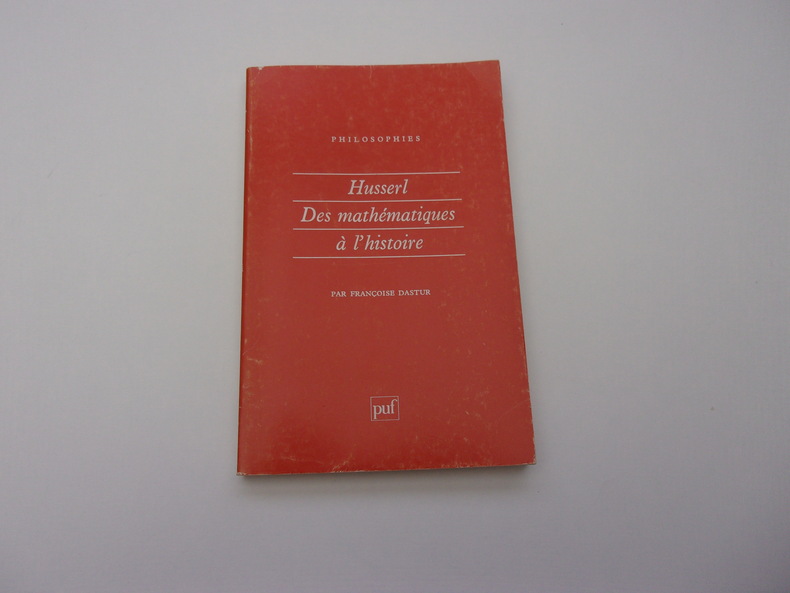 PHILOSOPHIES
Husserl
Des mathématiques
à l'histoire
PAR FRANÇOISE DASTUR
puf